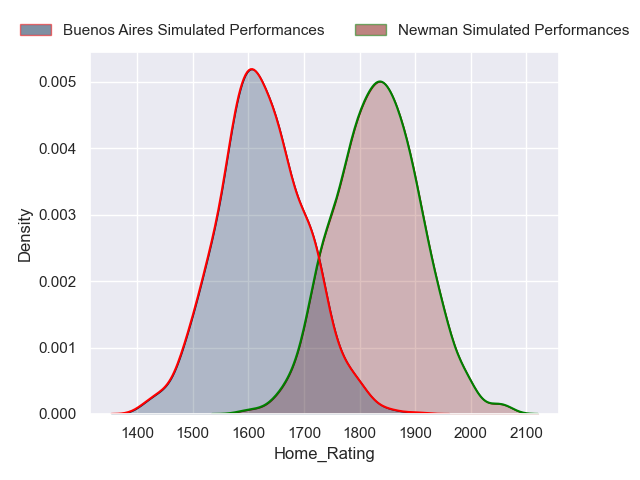 Buenos Aires Simulated Performances Newman Simulated Performances
0.005
0.004
0.003
0.002
0.001
0.000
Density
1400 1500 1600 1700 1800 1900 2000 2100
Home_Rating